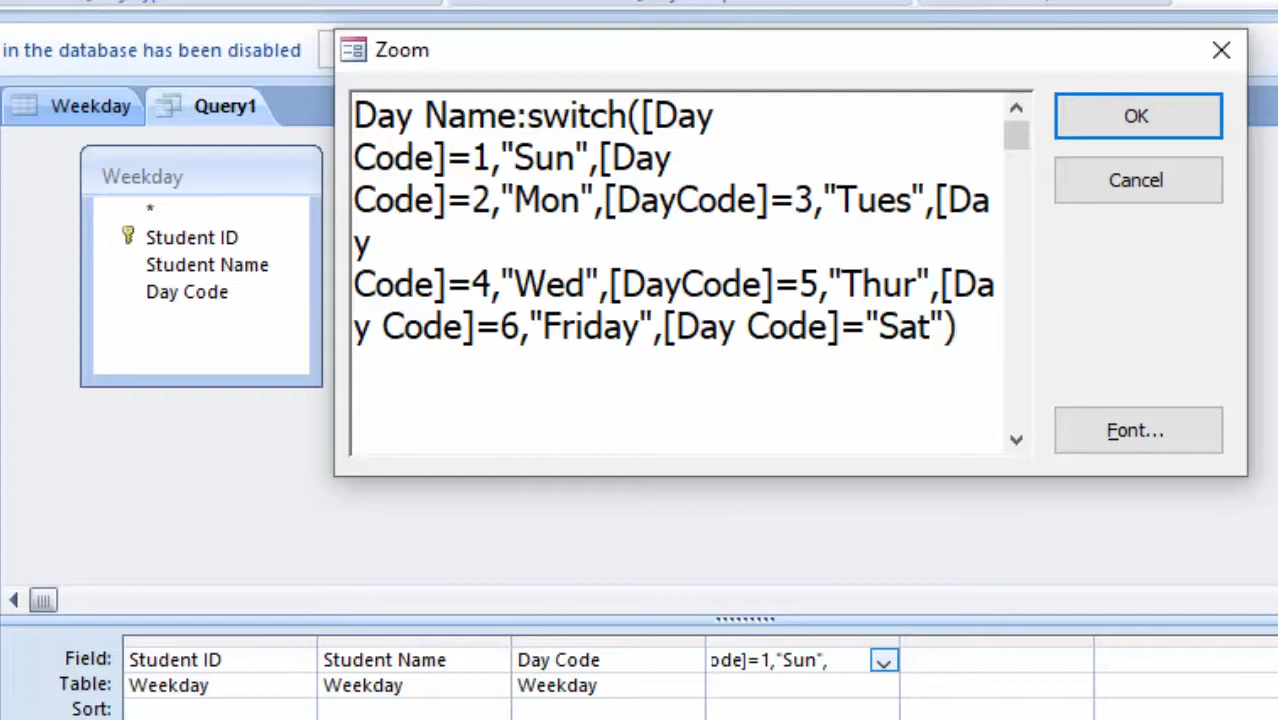 in the database has been disabled
Zoom
Weekday
Query1
Day Name:switch([Day
Code]=1,"Sun",[Day
Code]=2,"Mon",[DayCode]=3,"Tues",[Da
y
Code]=4,"Wed",[DayCode]=5,"Thur",[Da
y Code]=6,"Friday",[Day Code]="Sat")
OK
Cancel
Font...
Weekday
*
Student ID
Student Name
Day Code
Field: Student ID Student Name Day Code ode]=1,"Sun",
Table: Weekday Weekday Weekday
Sort: